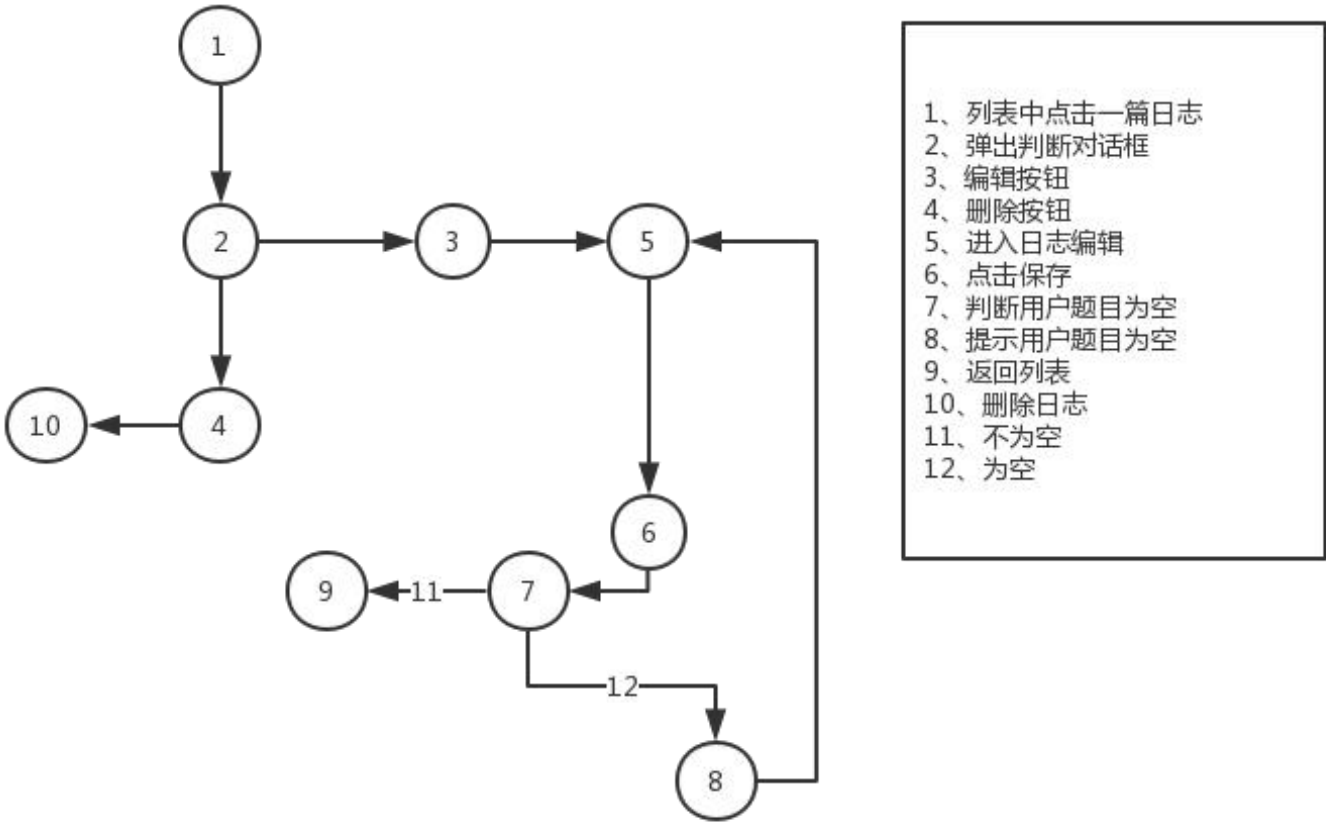 1
2
3
5
10
4
6
9
11
7
12
8
1、列表中点击一篇日志
2、弹出判断对话框
3、编辑按钮
4、删除按钮
5、进入日志编辑
6、点击保存
7、判断用户题目为空
8、提示用户题目为空
9、返回列表
10、删除日志
11、不为空
12、为空